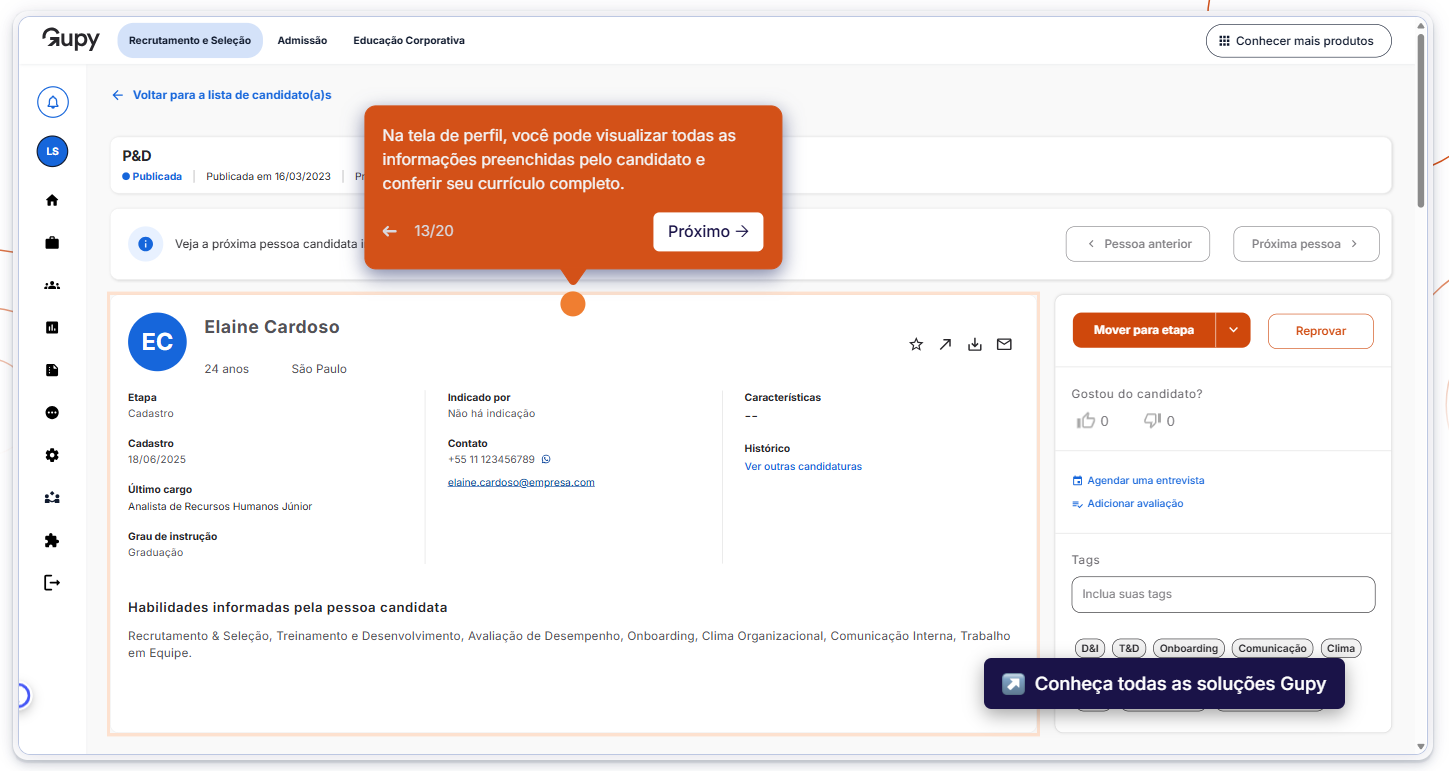 Gupy
Recrutamento e Seleção
Admissão
Educação Corporativa
Conhecer mais produtos
LS
Voltar para a lista de candidato(a)s
P&D
Publicada
Publicada em 16/03/2023
Na tela de perfil, você pode visualizar todas as
informações preenchidas pelo candidato e
conferir seu currículo completo.
13/20
Próximo
Veja a próxima pessoa candidata
Pessoa anterior
Próxima pessoa
EC
Elaine Cardoso
24 anos
São Paulo
Etapa
Cadastro
Cadastro
18/06/2025
Último cargo
Analista de Recursos Humanos Júnior
Grau de instrução
Graduação
Indicado por
Não há indicação
Contato
+55 11 123456789
elaine.cardoso@empresa.com
Características
--
Histórico
Ver outras candidaturas
Habilidades informadas pela pessoa candidata
Recrutamento & Seleção, Treinamento e Desenvolvimento, Avaliação de Desempenho, Onboarding, Clima Organizacional, Comunicação Interna, Trabalho
em Equipe.
Mover para etapa
Reprovar
Gostou do candidato?
0
0
Agendar uma entrevista
Adicionar avaliação
Tags
Inclua suas tags
D&I
T&D
Onboarding
Comunicação
Clima
Conheça todas as soluções Gupy